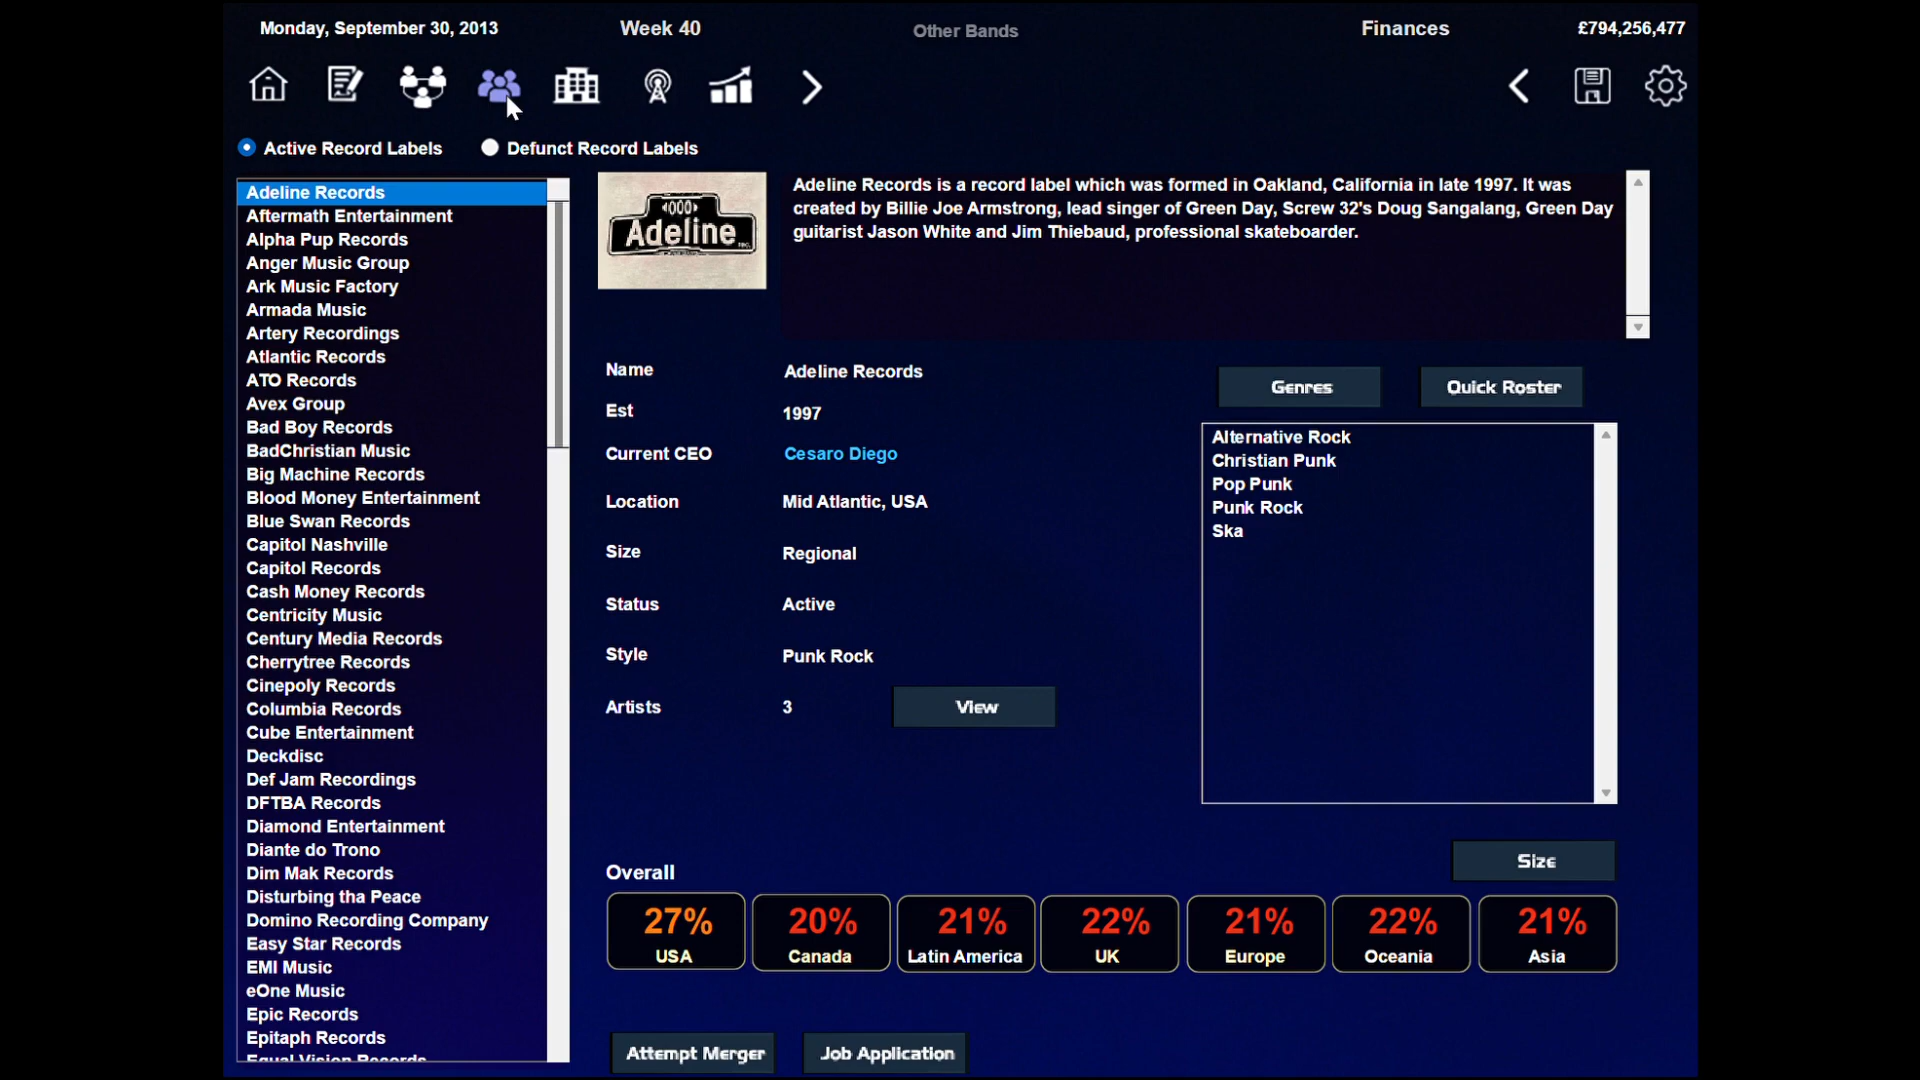 Monday, September 30, 2013
Week 40
Other Bands
Finances
£794,256,477
Active Record Labels
Defunct Record Labels
Adeline Records
Aftermath Entertainment
Alpha Pup Records
Anger Music Group
Ark Music Factory
Armada Music
Artery Recordings
Atlantic Records
ATO Records
Avex Group
Bad Boy Records
BadChristian Music
Big Machine Records
Blood Money Entertainment
Blue Swan Records
Capitol Nashville
Capitol Records
Cash Money Records
Centricity Music
Century Media Records
Cherrytree Records
Cinepoly Records
Columbia Records
Cube Entertainment
Deckdisc
Def Jam Recordings
DFTBA Records
Diamond Entertainment
Diante do Trono
Dim Mak Records
Disturbing tha Peace
Domino Recording Company
Easy Star Records
EMI Music
eOne Music
Epic Records
Epitaph Records
Equal Vision Records
4000
Adeline
Adeline Records is a record label which was formed in Oakland, California in late 1997. It was
created by Billie Joe Armstrong, lead singer of Green Day, Screw 32's Doug Sangalang, Green Day
guitarist Jason White and Jim Thiebaud, professional skateboarder.
Name Adeline Records
Est 1997
Current CEO Cesaro Diego
Location Mid Atlantic, USA
Size Regional
Status Active
Style Punk Rock
Artists 3 View
Genres
Quick Roster
Alternative Rock
Christian Punk
Pop Punk
Punk Rock
Ska
Size
Overall
27% USA
20% Canada
21% Latin America
22% UK
21% Europe
22% Oceania
21% Asia
Attempt Merger
Job Application